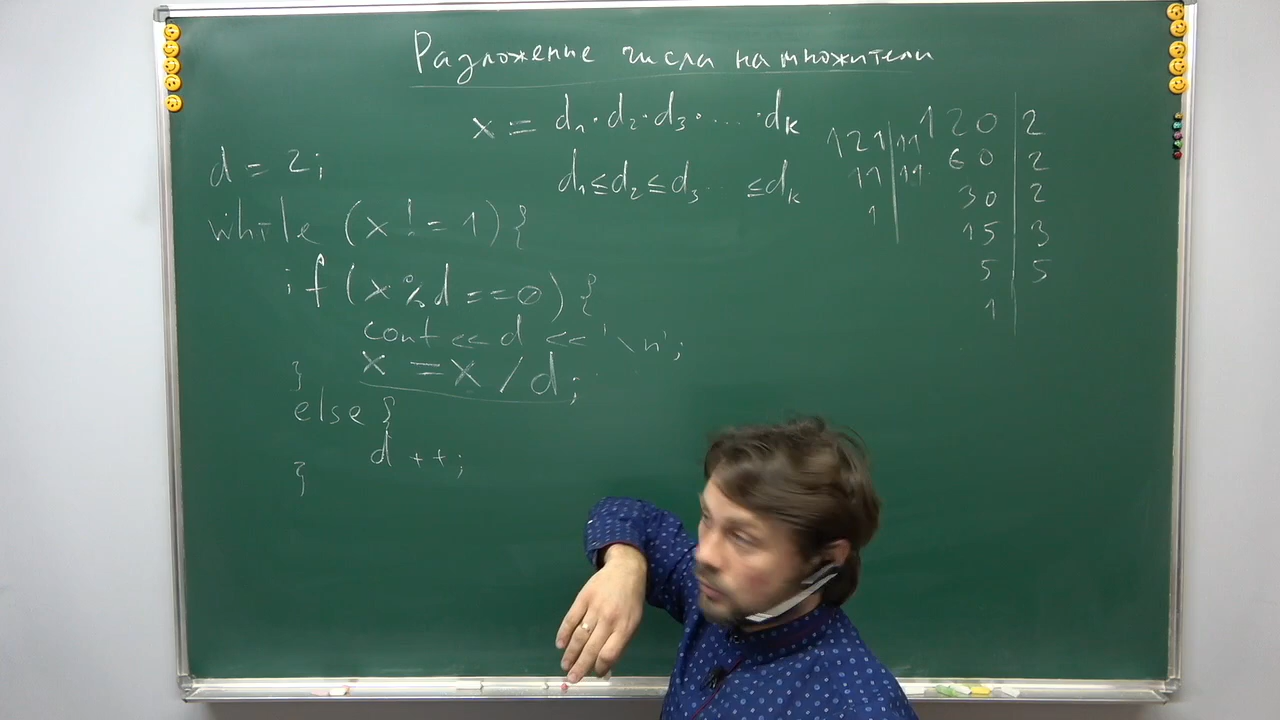 Разложение числа на множители
x = d₁·d₂·d₃·....·dₖ
d₁≤d₂≤d₃.. ≤dₖ
d = 2;
while (x != 1) {
if (x%d==0) {
cout << d << '\n';
x = x / d;
}
else {
d ++;
}
121 | 11
11 | 11
1
120 | 2
60 | 2
30 | 2
15 | 3
5 | 5
1